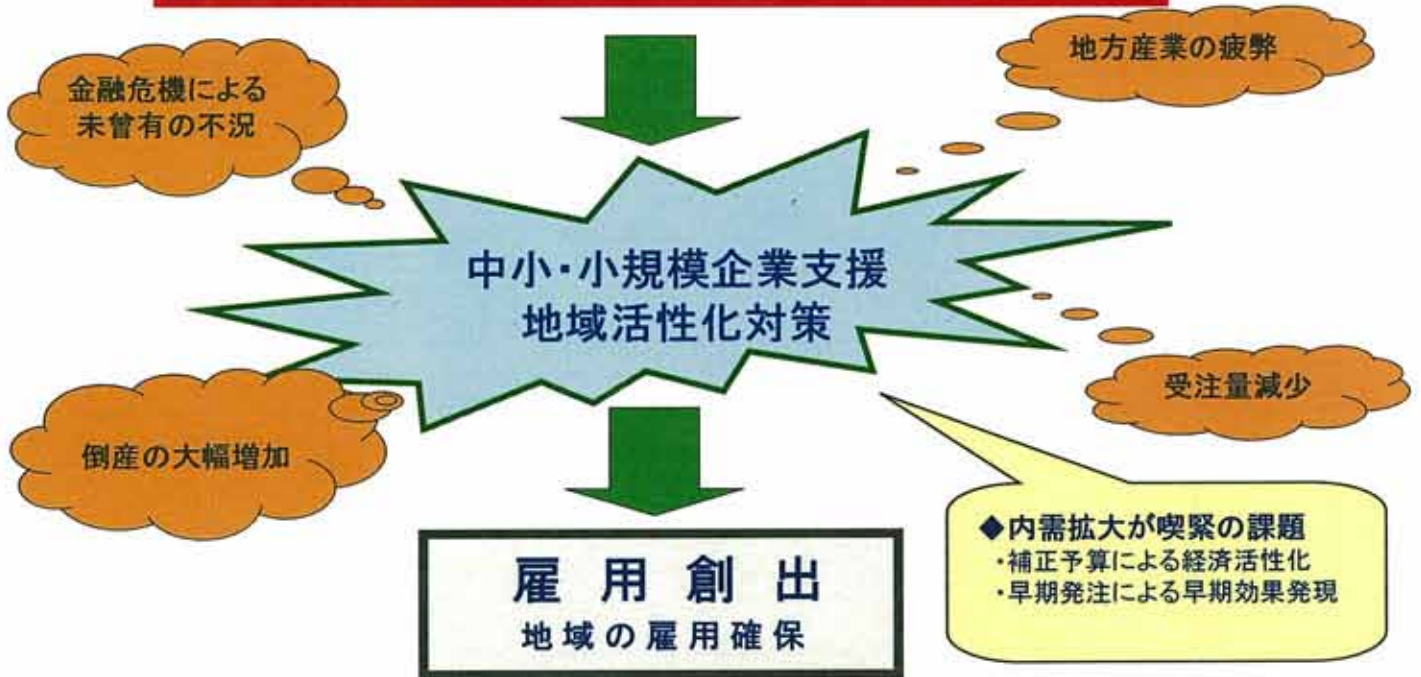 地方産業の疲弊
金融危機による
未曾有の不況
中小・小規模企業支援
地域活性化対策
受注量減少
倒産の大幅増加
◆内需拡大が喫緊の課題
・補正予算による経済活性化
・早期発注による早期効果発現
雇用創出
地域の雇用確保